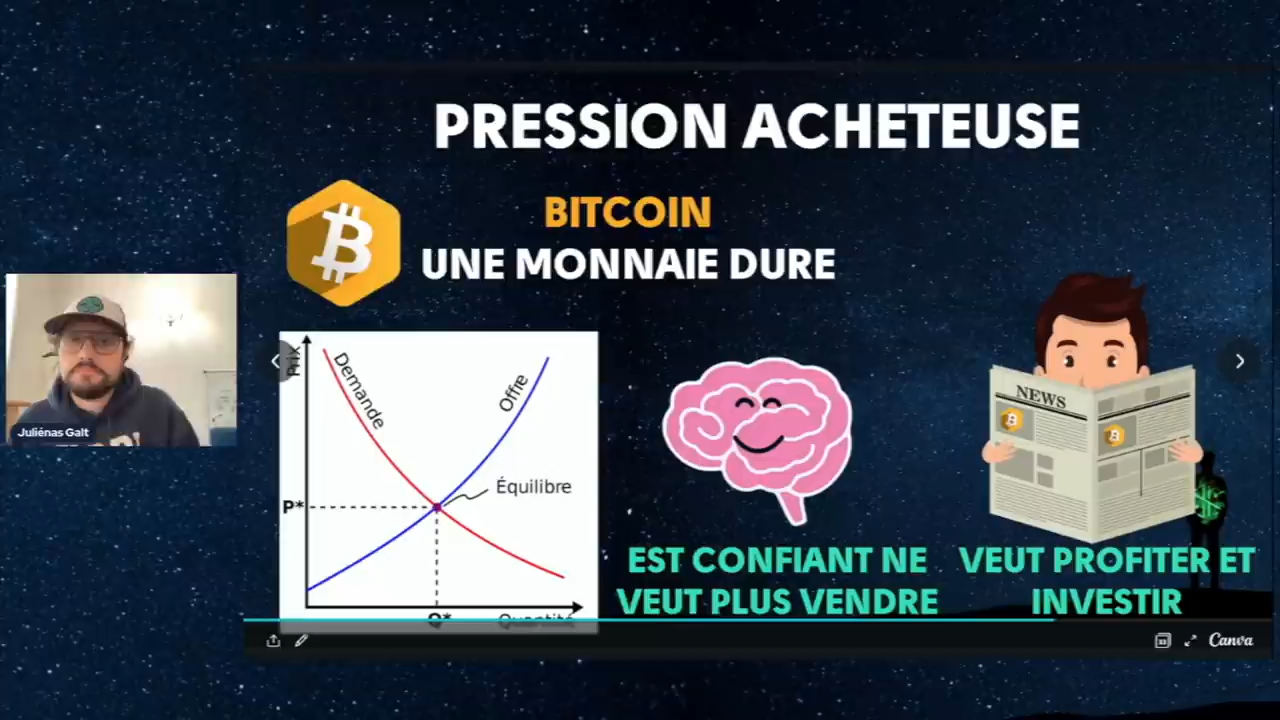 PRESSION ACHETEUSE
BITCOIN
UNE MONNAIE DURE
Juliénas Galt
Prix
Demande
Offre
Équilibre
P*
Q*
Quantité
NEWS
EST CONFIANT NE
VEUT PLUS VENDRE
VEUT PROFITER ET
INVESTIR
Canva